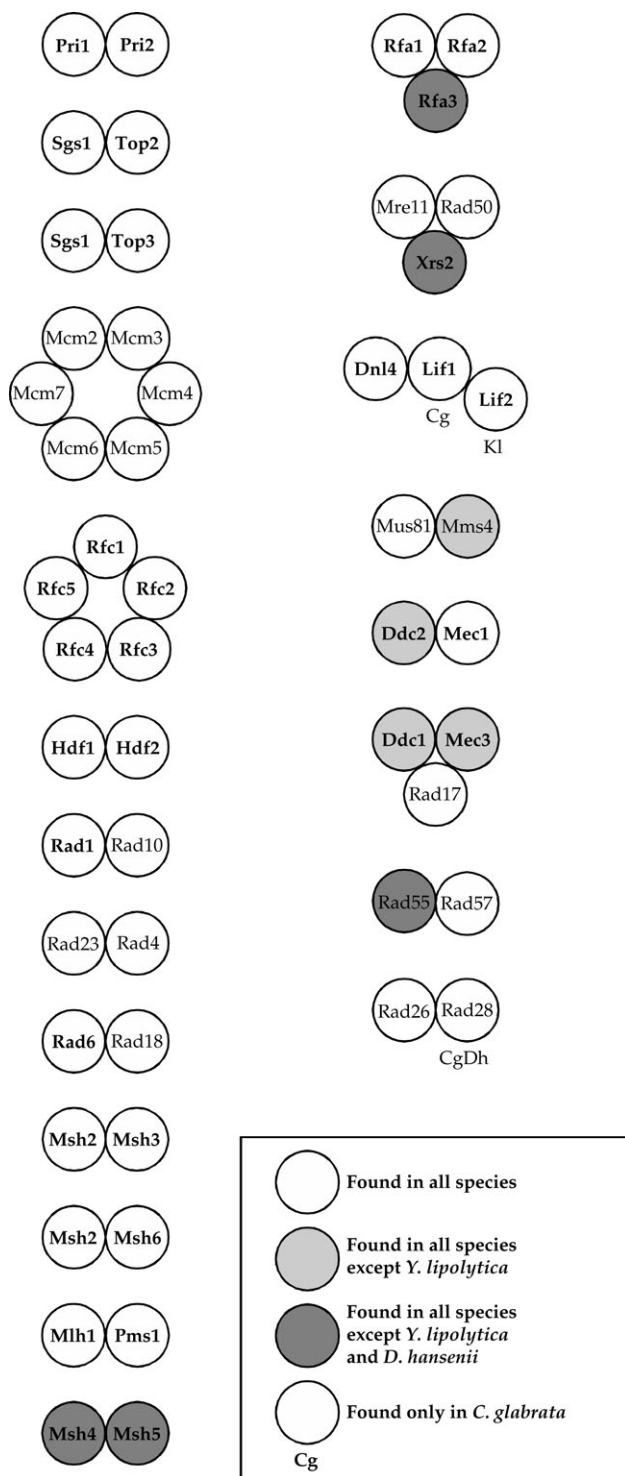 Pri1 Pri2
Sgs1 Top2
Sgs1 Top3
Mcm2 Mcm3
Mcm7 Mcm4
Mcm6 Mcm5
Rfc1
Rfc5 Rfc2
Rfc4 Rfc3
Hdf1 Hdf2
Rad1 Rad10
Rad23 Rad4
Rad6 Rad18
Msh2 Msh3
Msh2 Msh6
Mlh1 Pms1
Msh4 Msh5
Rfa1 Rfa2
Rfa3
Mre11 Rad50
Xrs2
Dnl4 Lif1
Lif2
Cg
Kl
Mus81 Mms4
Ddc2 Mec1
Ddc1 Mec3
Rad17
Rad55 Rad57
Rad26 Rad28
CgDh
Found in all species
Found in all species
except Y. lipolytica
Found in all species
except Y. lipolytica
and D. hansenii
Found only in C. glabrata
Cg